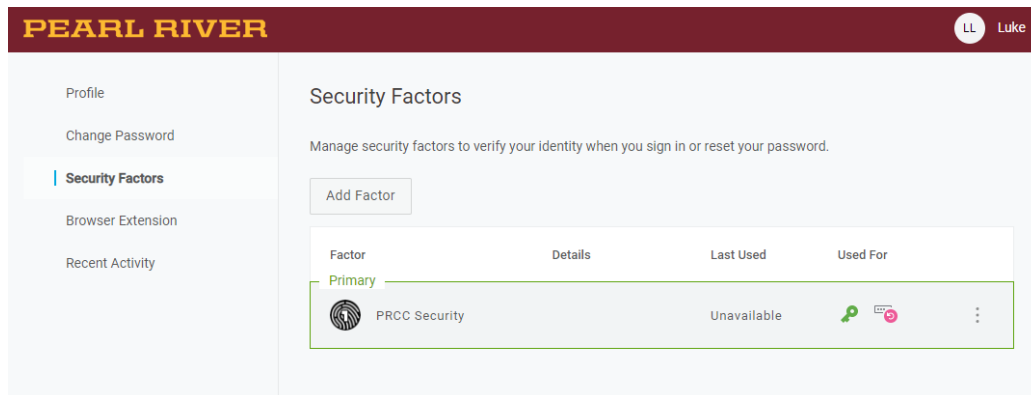 PEARL RIVER
LL Luke
Profile
Change Password
Security Factors
Browser Extension
Recent Activity
Security Factors
Manage security factors to verify your identity when you sign in or reset your password.
Add Factor
Factor Details Last Used Used For
Primary
PRCC Security Unavailable